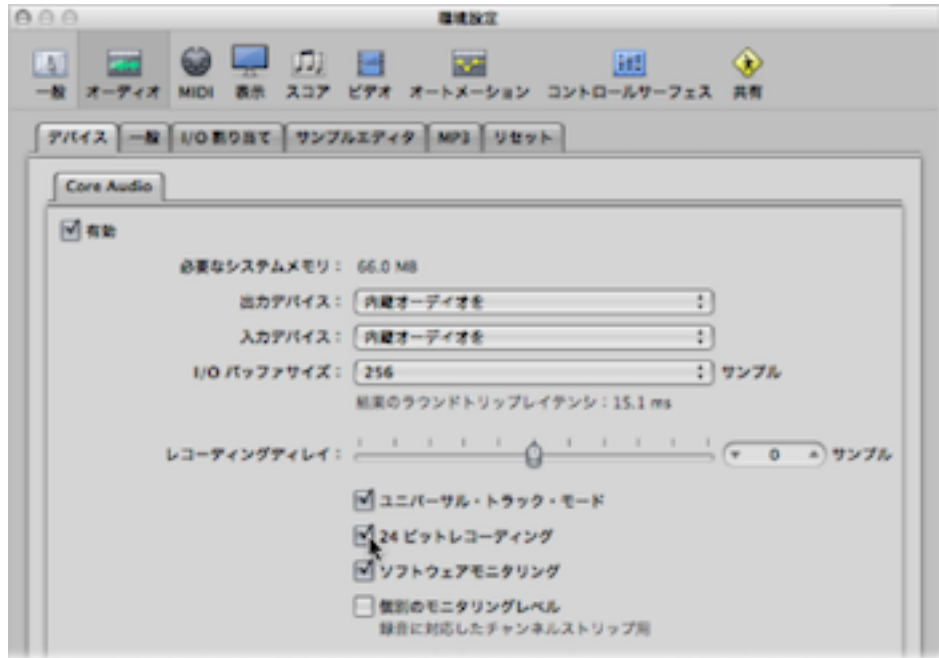 環境設定
一般 オーディオ MIDI 表示 スコア ビデオ オートメーション コントロールサーフェス 共有
デバイス 一般 I/O 割り当て サンプルエディタ MP3 リセット
Core Audio
有効
必要なシステムメモリ： 66.0 MB
出力デバイス： 内蔵オーディオを
入力デバイス： 内蔵オーディオを
I/O バッファサイズ： 256 サンプル
結果のラウンドトリップレイテンシ：15.1 ms
レコーディングディレイ： 0 サンプル
ユニバーサル・トラック・モード
24 ビットレコーディング
ソフトウェアモニタリング
個別のモニタリングレベル
録音に対応したチャンネルストリップ用